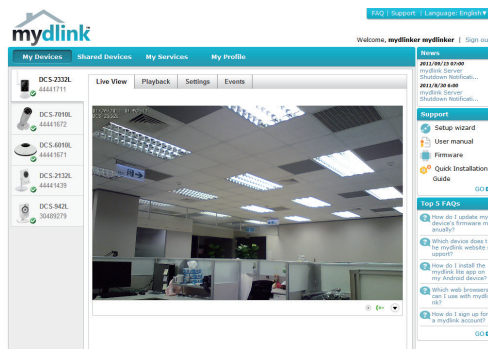 FAQ | Support | Language: English
mydlink
Welcome, mydlinker mydlinker | Sign
My Devices Shared Devices My Services My Profile
DCS-2332L
44441711
DCS-7010L
44441672
DCS-6010L
44441671
DCS-2132L
44441439
DCS-942L
30489279
Live View Playback Settings Events
News
2011/09/15 07:00
mydlink Server
Shutdown Notificati...
2011/8/30 6:00
mydlink Server
Shutdown Notificati...
Support
Setup wizard
User manual
Firmware
Quick Installation
Guide
GO
Top 5 FAQs
How do I update my
device's firmware m
anually?
Which device does t
he mydlink website
upport?
How do I install the
mydlink lite app on
my Android device?
Which web browsers
can I use with mydli
nk?
How do I sign up for
a mydlink account?
GO